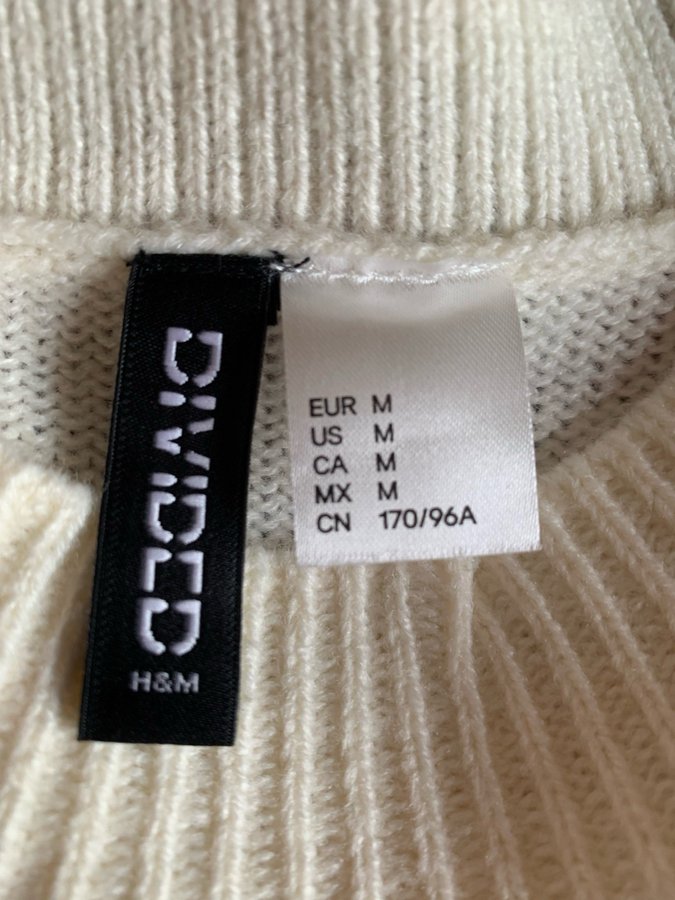 DIVIDED
H&M
EUR M
US M
CA M
MX M
CN 170/96A